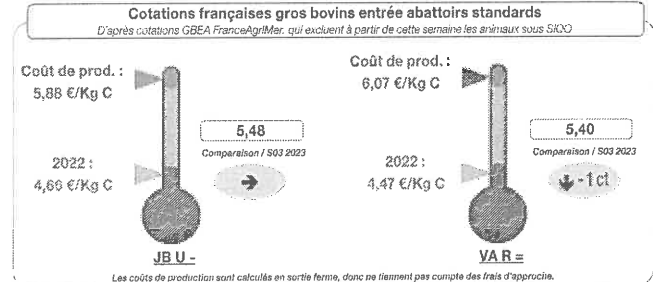 Cotations françaises gros bovins entrée abattoirs standards
D'après cotations GBEA FranceAgriMer, qui excluent à partir de cette semaine les animaux sous SIQO
Coût de prod. :
5,88 €/Kg C
5,48
Comparaison / S03 2023
2022 :
4,66 €/Kg C
JB U -
Coût de prod. :
6,07 €/Kg C
5,40
Comparaison / S03 2023
2022 :
4,47 €/Kg C
- 1 ct
VA R =
Les coûts de production sont calculés en sortie ferme, donc ne tiennent pas compte des frais d'approche.